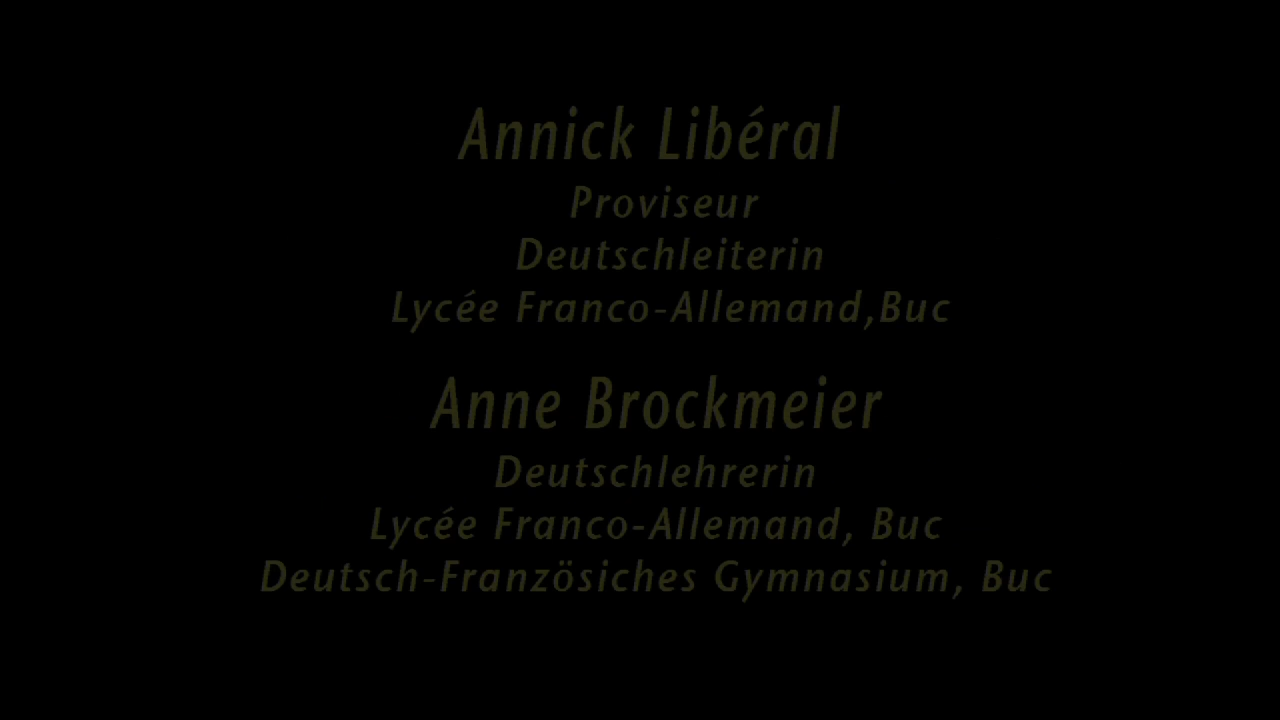 Annick Libéral
Proviseur
Deutschleiterin
Lycée Franco-Allemand,Buc
Anne Brockmeier
Deutschlehrerin
Lycée Franco-Allemand, Buc
Deutsch-Französiches Gymnasium, Buc